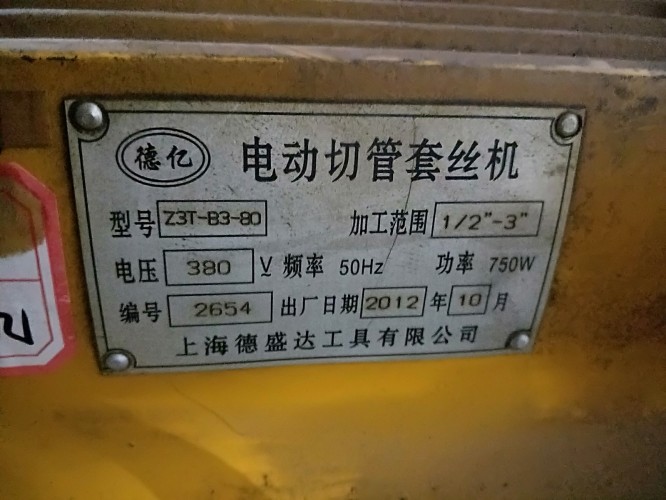 德亿 电动切管套丝机
型号 Z3T-B3-80 加工范围 1/2"-3"
电压 380 V 频率 50Hz 功率 750W
编号 2654 出厂日期 2012 年 10 月
上海德盛达工具有限公司